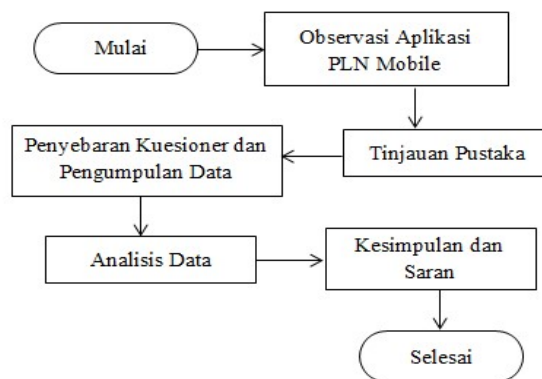 Mulai
Observasi Aplikasi
PLN Mobile
Tinjauan Pustaka
Penyebaran Kuesioner dan
Pengumpulan Data
Analisis Data
Kesimpulan dan
Saran
Selesai